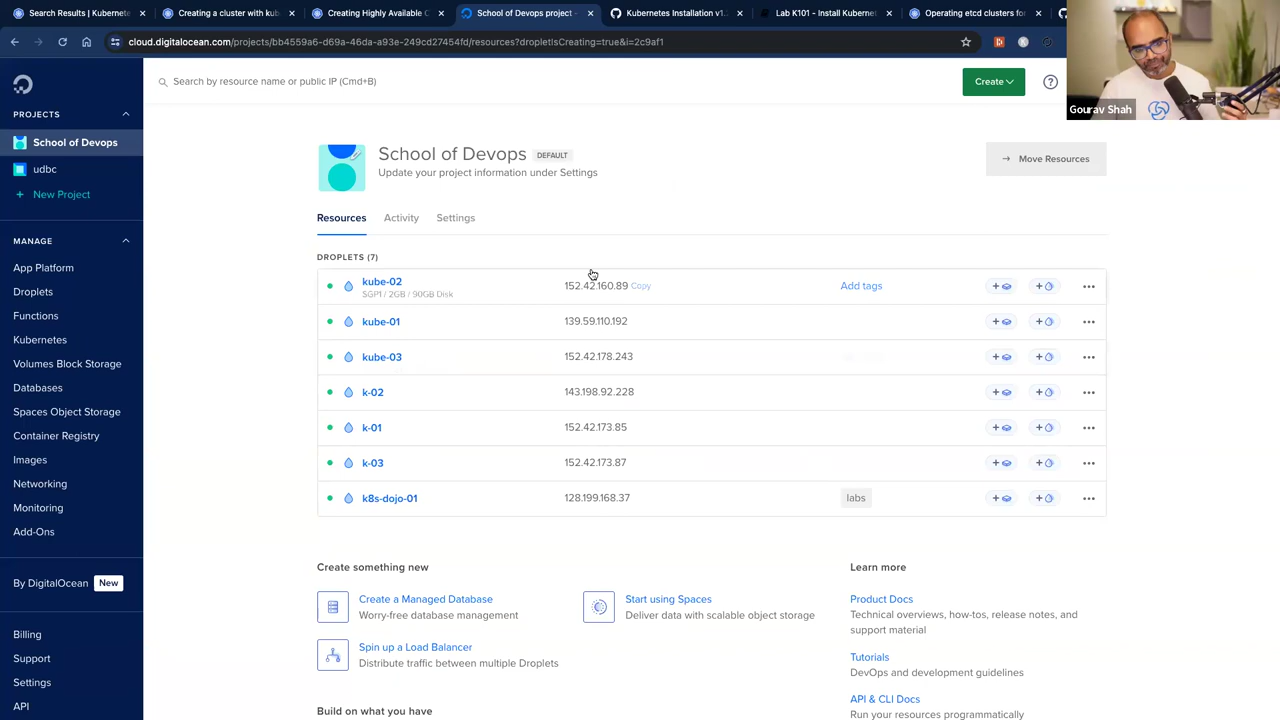 Search Results | Kubernete
Creating a cluster with kub
Creating Highly Available C
School of Devops project -
Kubernetes Installation v1.
Lab K101 - Install Kubernet
Operating etcd clusters for
cloud.digitalocean.com/projects/bb4559a6-d69a-46da-a93e-249cd27454fd/resources?dropletIsCreating=true&i=2c9af1
Gourav Shah
Search by resource name or public IP (Cmd+B)
Create
?
PROJECTS
School of Devops
udbc
+ New Project
MANAGE
App Platform
Droplets
Functions
Kubernetes
Volumes Block Storage
Databases
Spaces Object Storage
Container Registry
Images
Networking
Monitoring
Add-Ons
By DigitalOcean New
Billing
Support
Settings
API
School of Devops DEFAULT
Update your project information under Settings
→ Move Resources
Resources Activity Settings
DROPLETS (7)
kube-02 152.42.160.89 Copy Add tags
SGP1 / 2GB / 90GB Disk
kube-01 139.59.110.192
kube-03 152.42.178.243
k-02 143.198.92.228
k-01 152.42.173.85
k-03 152.42.173.87
k8s-dojo-01 128.199.168.37 labs
Create something new
Create a Managed Database
Worry-free database management
Start using Spaces
Deliver data with scalable object storage
Spin up a Load Balancer
Distribute traffic between multiple Droplets
Build on what you have
Learn more
Product Docs
Technical overviews, how-tos, release notes, and
support material
Tutorials
DevOps and development guidelines
API & CLI Docs
Run your resources programmatically